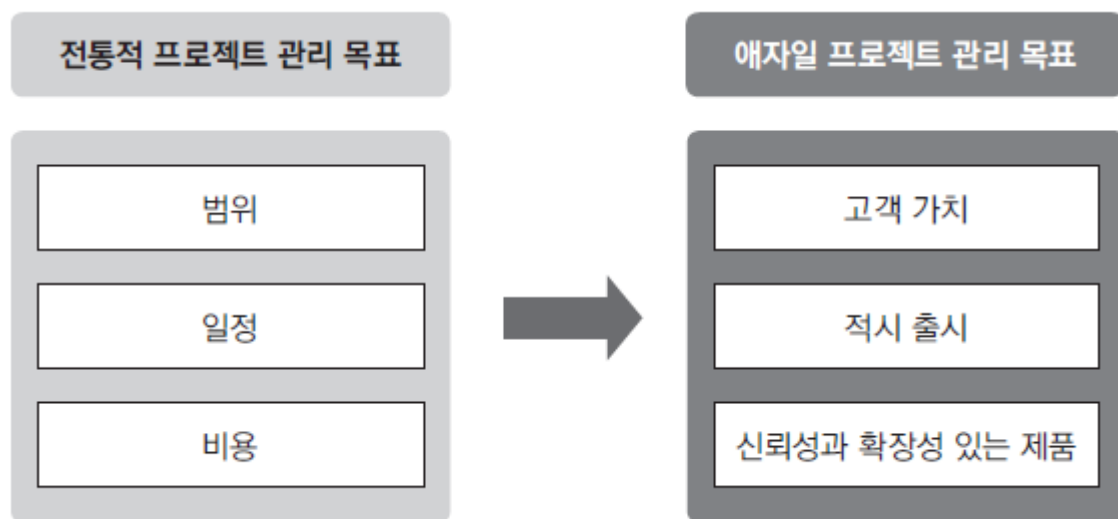 전통적 프로젝트 관리 목표
범위
일정
비용
애자일 프로젝트 관리 목표
고객 가치
적시 출시
신뢰성과 확장성 있는 제품